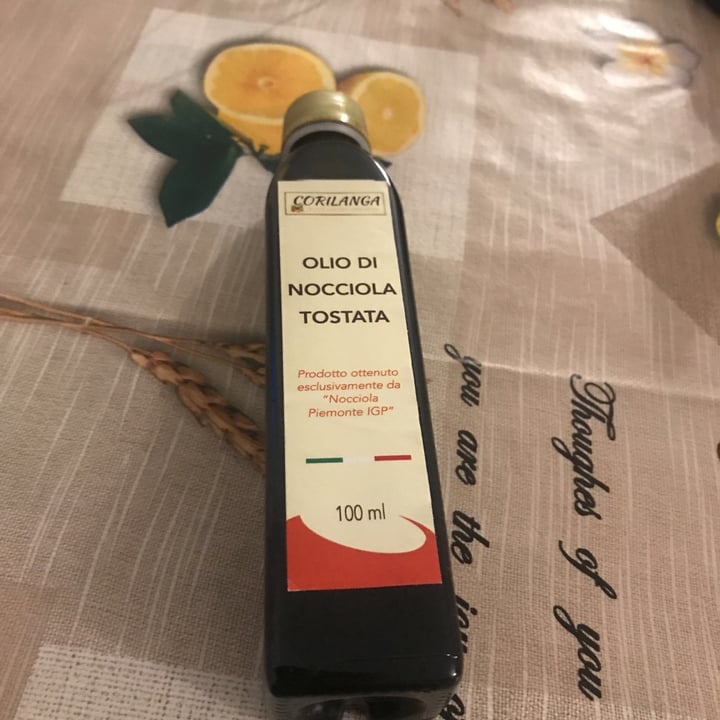 CORILANGA
OLIO DI
NOCCIOLA
TOSTATA
Prodotto ottenuto
esclusivamente da
"Nocciola
Piemonte IGP"
100 ml
Thoughts of you
you are the